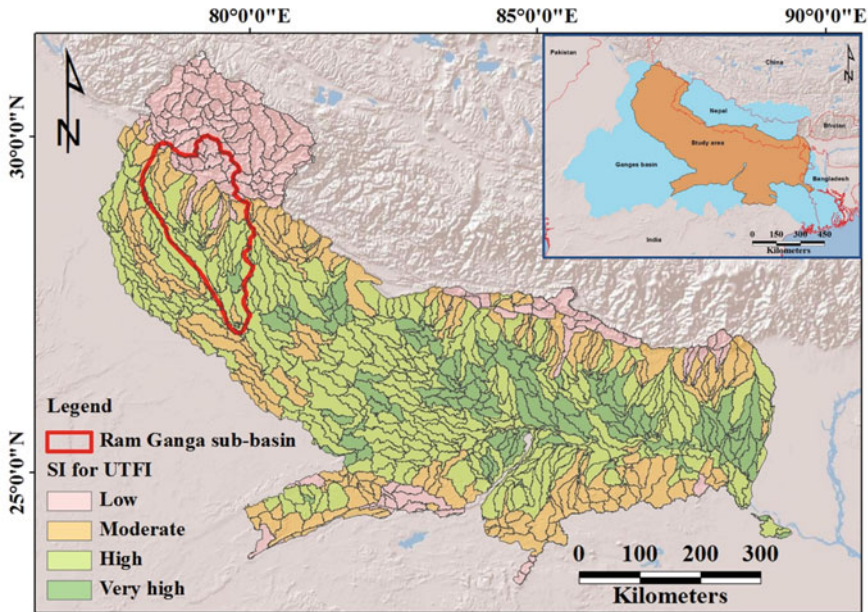 80°0'0"E
85°0'0"E
90°0'0"E
30°0'0"N
25°0'0"N
N
Legend
Ram Ganga sub-basin
SI for UTFI
Low
Moderate
High
Very high
0 100 200 300
Kilometers
Pakistan
China
N
Nepal
Bhutan
Study area
Ganges basin
Bangladesh
India
0 150 300 450
Kilometers